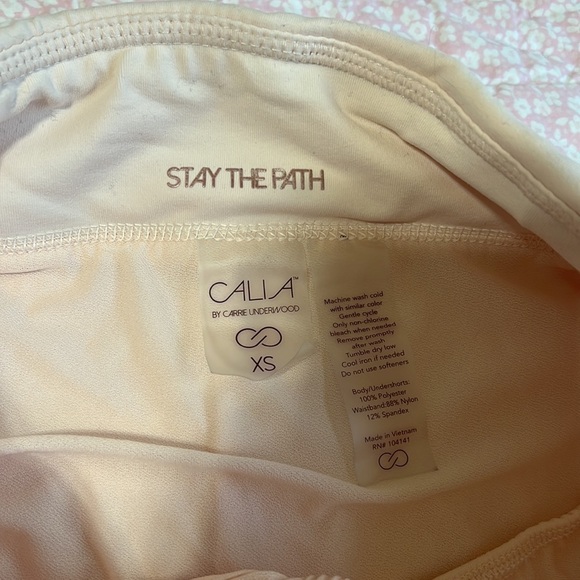 STAY THE PATH
CALIA™
BY CARRIE UNDERWOOD
XS
Machine wash cold
with similar color
Gentle cycle
Only non-chlorine
bleach when needed
Remove promptly
after wash
Tumble dry low
Cool iron if needed
Do not use softeners
Body/Undershorts:
100% Polyester
Waistband:88% Nylon
12% Spandex
Made in Vietnam
RN# 104141